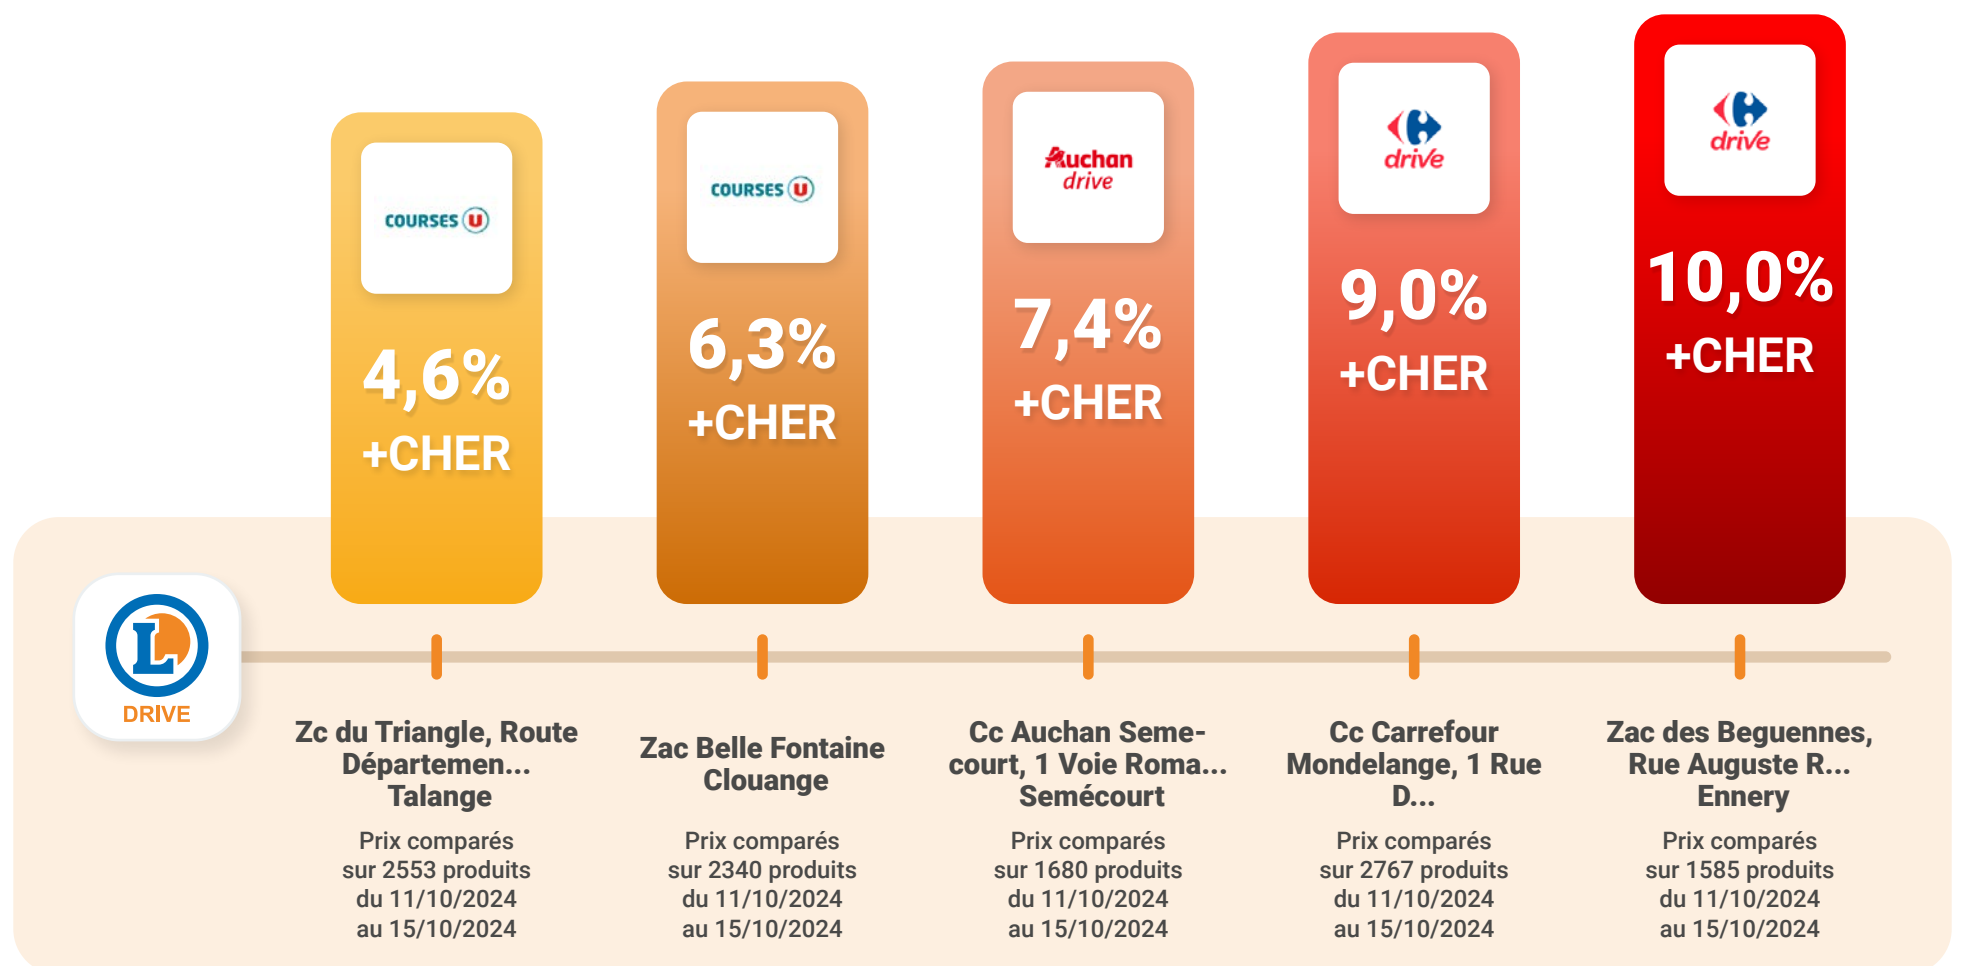 COURSES U
4,6%
+CHER
COURSES U
6,3%
+CHER
Auchan
drive
7,4%
+CHER
drive
9,0%
+CHER
drive
10,0%
+CHER
L
DRIVE
Zc du Triangle, Route
Départemen...
Talange
Prix comparés
sur 2553 produits
du 11/10/2024
au 15/10/2024
Zac Belle Fontaine
Clouange
Prix comparés
sur 2340 produits
du 11/10/2024
au 15/10/2024
Cc Auchan Seme-
court, 1 Voie Roma...
Semécourt
Prix comparés
sur 1680 produits
du 11/10/2024
au 15/10/2024
Cc Carrefour
Mondelange, 1 Rue
D...
Prix comparés
sur 2767 produits
du 11/10/2024
au 15/10/2024
Zac des Beguennes,
Rue Auguste R...
Ennery
Prix comparés
sur 1585 produits
du 11/10/2024
au 15/10/2024